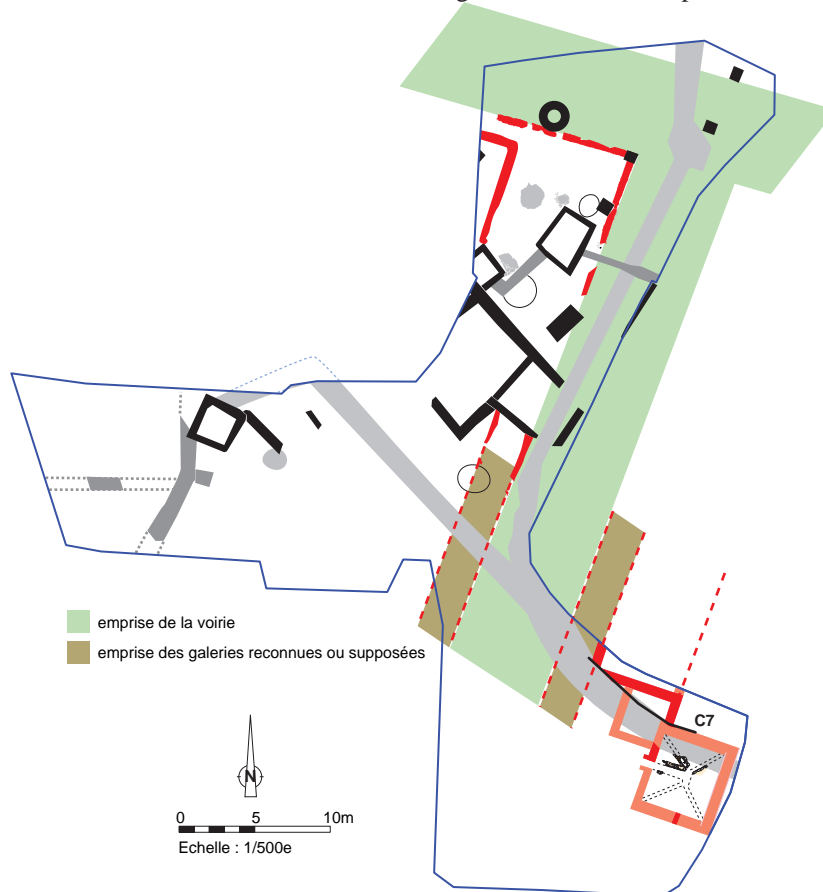 C7
emprise de la voirie
emprise des galeries reconnues ou supposées
N
0 5 10m
Echelle : 1/500e